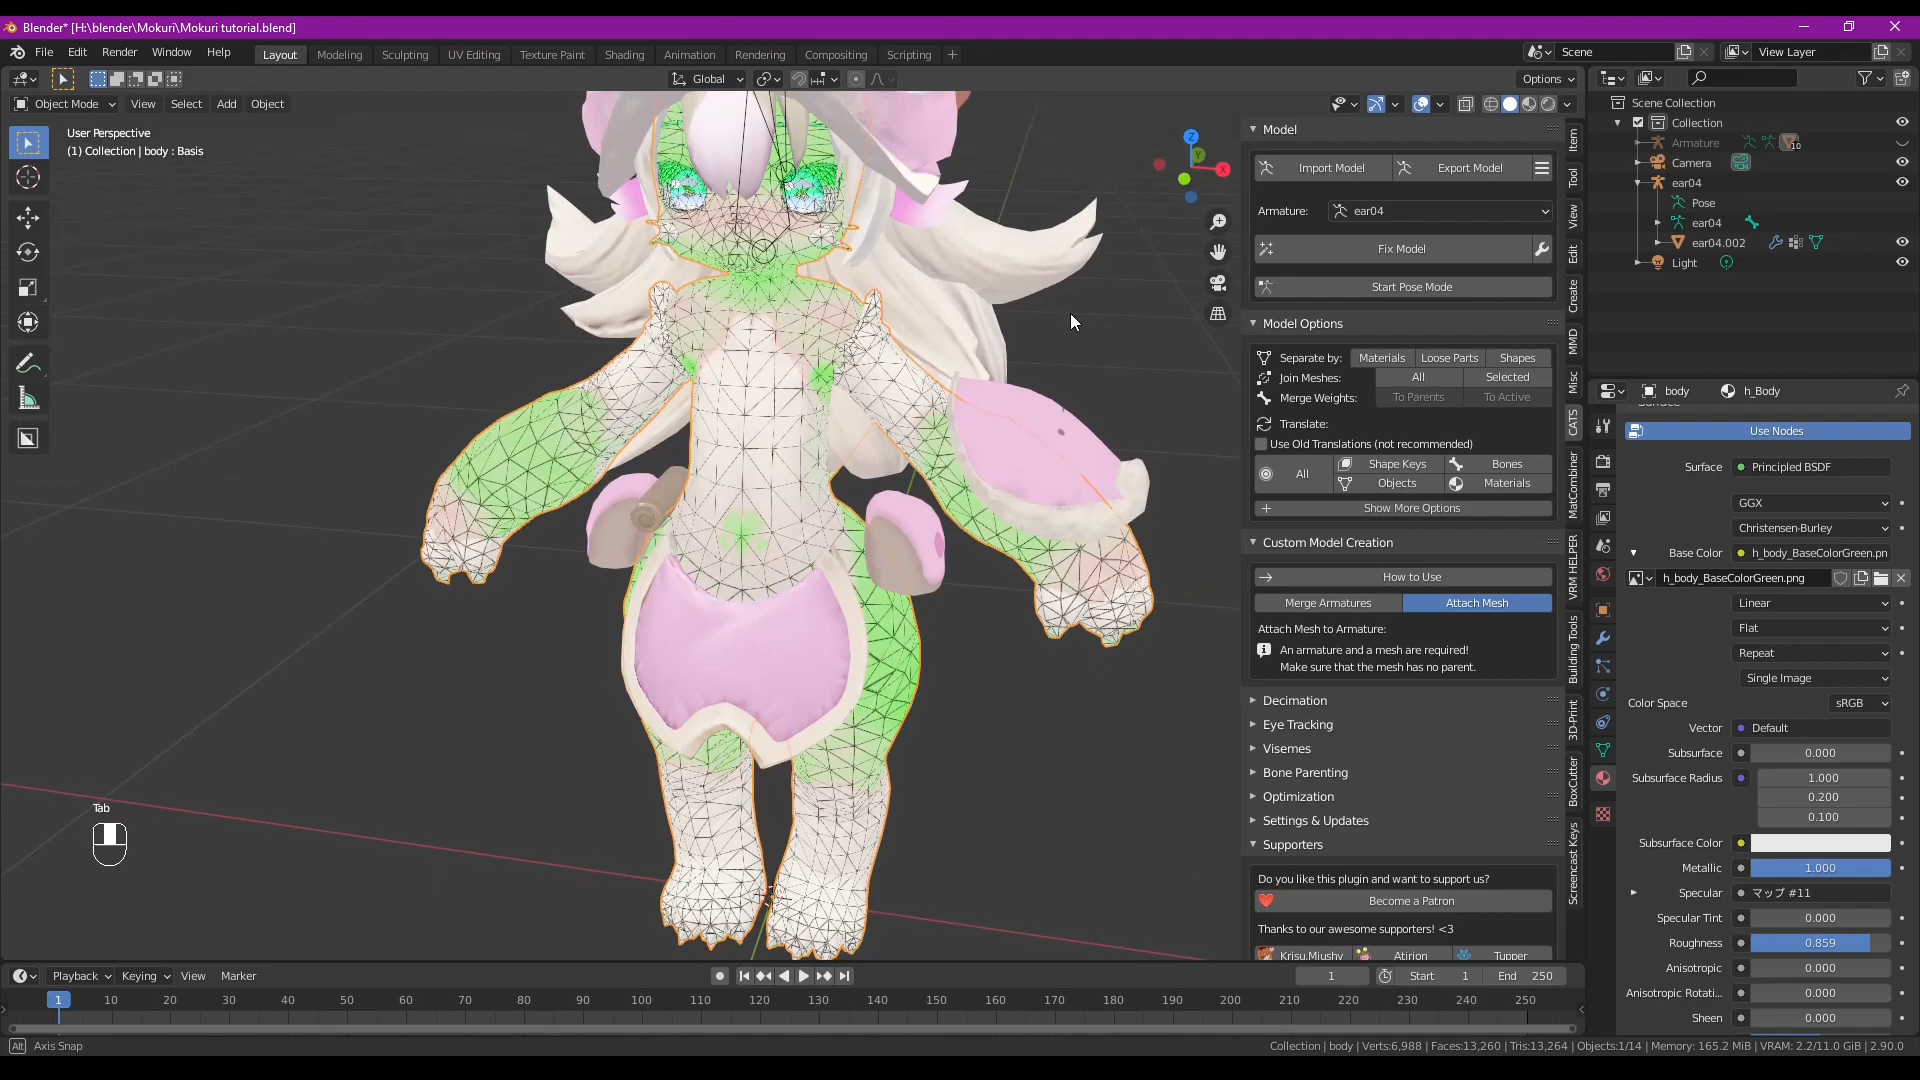 Blender* [H:\blender\Mokuri\Mokuri tutorial.blend]
File Edit Render Window Help
Layout Modeling Sculpting UV Editing Texture Paint Shading Animation Rendering Compositing Scripting +
Scene
View Layer
Global
Options
Object Mode View Select Add Object
User Perspective
(1) Collection | body : Basis
Z
Y
X
Tab
Model
Import Model Export Model
Armature: ear04
Fix Model
Start Pose Mode
Model Options
Separate by: Materials Loose Parts Shapes
Join Meshes: All Selected
Merge Weights: To Parents To Active
Translate:
Use Old Translations (not recommended)
All Shape Keys Bones
Objects Materials
Show More Options
Custom Model Creation
How to Use
Merge Armatures Attach Mesh
Attach Mesh to Armature:
An armature and a mesh are required!
Make sure that the mesh has no parent.
Decimation
Eye Tracking
Visemes
Bone Parenting
Optimization
Settings & Updates
Supporters
Do you like this plugin and want to support us?
Become a Patron
Thanks to our awesome supporters! <3
Krisu.Miushy Atirion Tupper
Item
Tool
View
Edit
Create
MMD
Misc
CATS
MatCombiner
VRM HELPER
Building Tools
3D-Print
BoxCutter
Screencast Keys
Scene Collection
Collection
Armature 10
Camera
ear04
Pose
ear04
ear04.002
Light
body h_Body
Surface
Use Nodes
Surface Principled BSDF
GGX
Christensen-Burley
Base Color h_body_BaseColorGreen.pn
h_body_BaseColorGreen.png
Linear
Flat
Repeat
Single Image
Color Space sRGB
Vector Default
Subsurface 0.000
Subsurface Radius 1.000
0.200
0.100
Subsurface Color
Metallic 1.000
Specular マップ #11
Specular Tint 0.000
Roughness 0.859
Anisotropic 0.000
Anisotropic Rotati... 0.000
Sheen 0.000
Playback Keying View Marker
1 Start 1 End 250
1 10 20 30 40 50 60 70 80 90 100 110 120 130 140 150 160 170 180 190 200 210 220 230 240 250
Alt Axis Snap
Collection | body | Verts:6,988 | Faces:13,260 | Tris:13,264 | Objects:1/14 | Memory: 165.2 MiB | VRAM: 2.2/11.0 GiB | 2.90.0